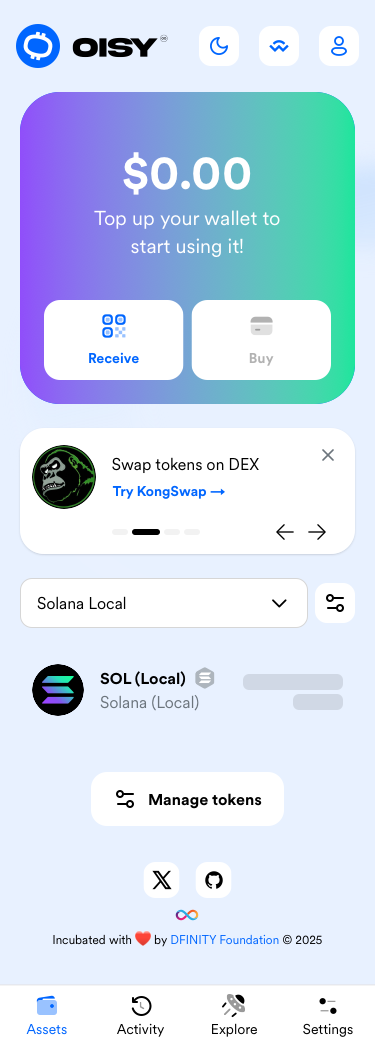 OISY
$0.00
Top up your wallet to
start using it!
Receive
Buy
Swap tokens on DEX
Try KongSwap →
Solana Local
SOL (Local)
Solana (Local)
Manage tokens
Incubated with ❤️ by DFINITY Foundation © 2025
Assets
Activity
Explore
Settings